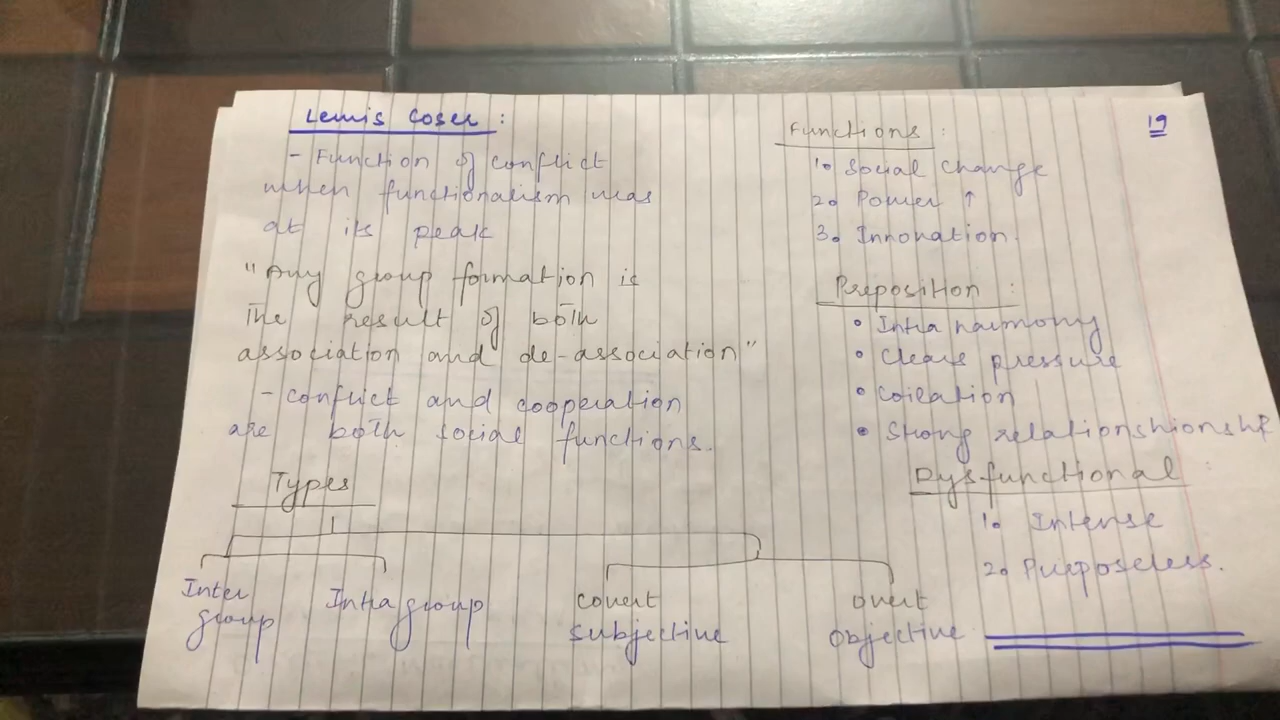 Lewis Coser :
- Function of conflict
when functionalism was
at its peak
"Any group formation is
the result of both
association and de-association"
- conflict and cooperation
are both social functions.
Types
Inter group
Intra group
covert subjective
overt objective
19
Functions :
1. Social change
2. Power ↑
3. Innovation.
Preposition :
• Intra harmony
• Clears pressure
• Coilation
• Strong relationshionship
Dysfunctional
1. Intense
2. Purposeless.